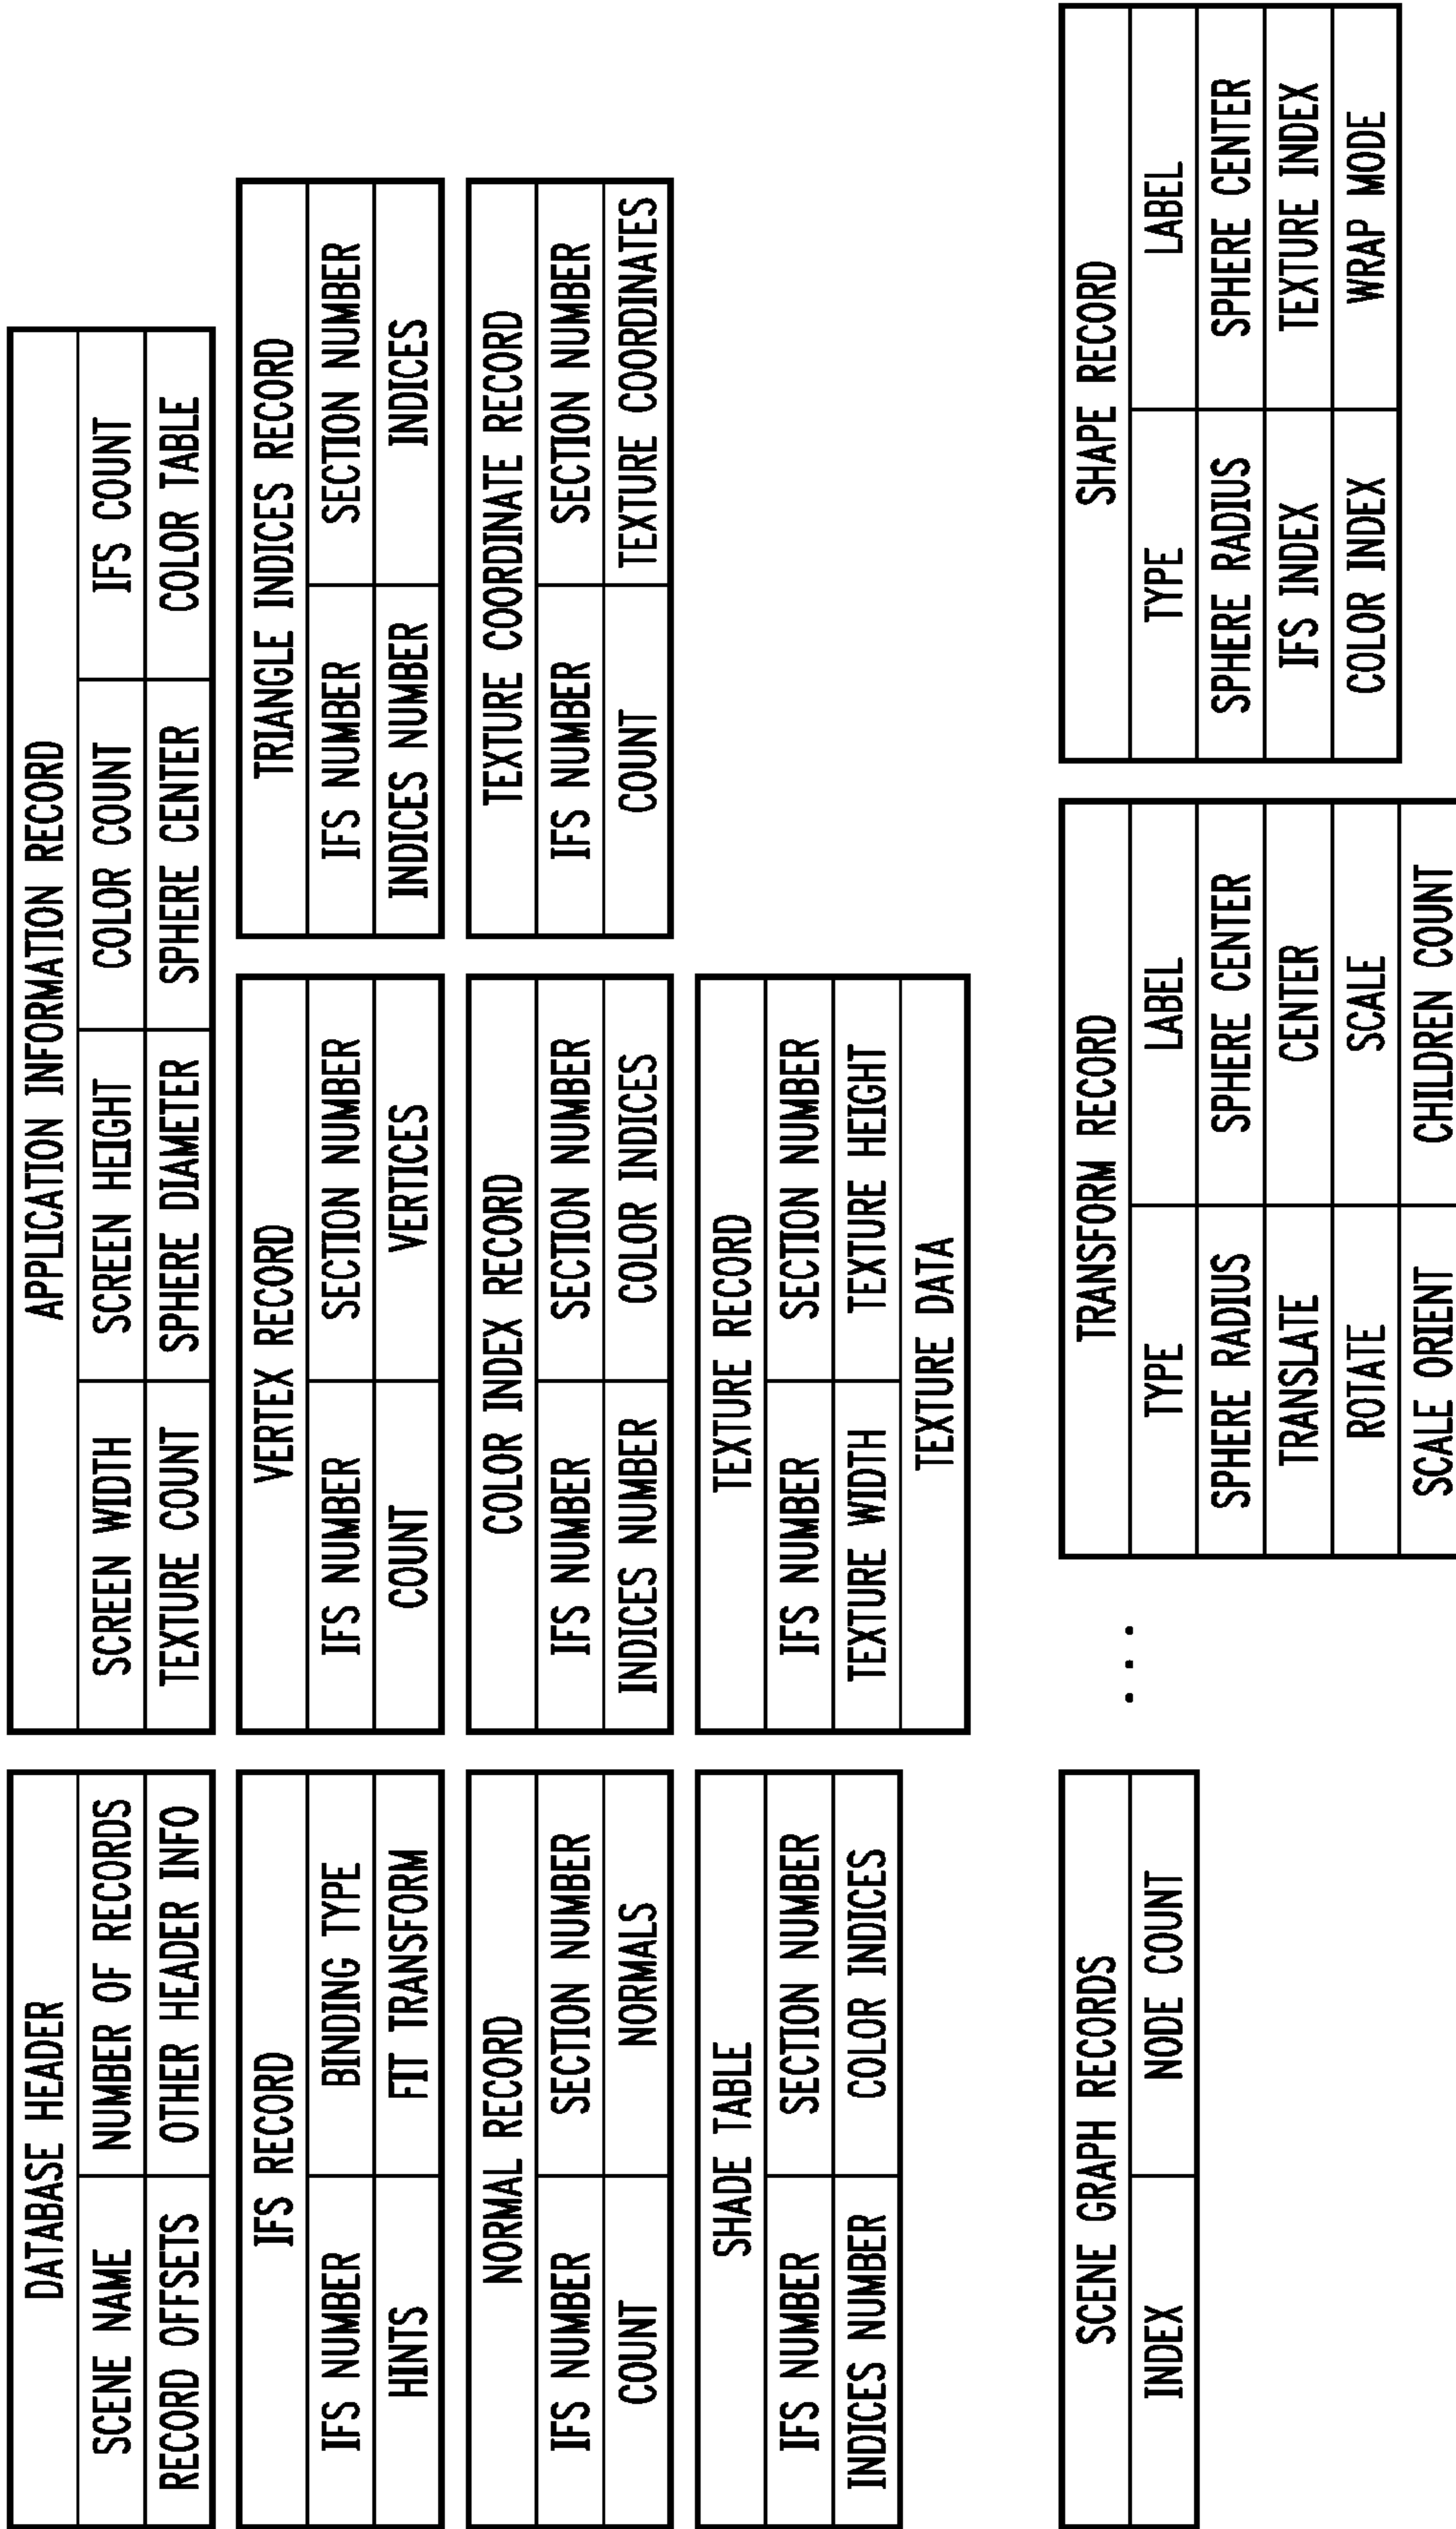 DATABASE HEADER
SCENE NAME NUMBER OF RECORDS
RECORD OFFSETS OTHER HEADER INFO
APPLICATION INFORMATION RECORD
SCREEN WIDTH SCREEN HEIGHT COLOR COUNT IFS COUNT
TEXTURE COUNT SPHERE DIAMETER SPHERE CENTER COLOR TABLE
IFS RECORD
IFS NUMBER BINDING TYPE
HINTS FIT TRANSFORM
VERTEX RECORD
IFS NUMBER SECTION NUMBER
COUNT VERTICES
TRIANGLE INDICES RECORD
IFS NUMBER SECTION NUMBER
INDICES NUMBER INDICES
NORMAL RECORD
IFS NUMBER SECTION NUMBER
COUNT NORMALS
COLOR INDEX RECORD
IFS NUMBER SECTION NUMBER
INDICES NUMBER COLOR INDICES
TEXTURE COORDINATE RECORD
IFS NUMBER SECTION NUMBER
COUNT TEXTURE COORDINATES
SHADE TABLE
IFS NUMBER SECTION NUMBER
INDICES NUMBER COLOR INDICES
TEXTURE RECORD
IFS NUMBER SECTION NUMBER
TEXTURE WIDTH TEXTURE HEIGHT
TEXTURE DATA
SCENE GRAPH RECORDS
INDEX NODE COUNT
...
TRANSFORM RECORD
TYPE LABEL
SPHERE RADIUS SPHERE CENTER
TRANSLATE CENTER
ROTATE SCALE
SCALE ORIENT CHILDREN COUNT
SHAPE RECORD
TYPE LABEL
SPHERE RADIUS SPHERE CENTER
IFS INDEX TEXTURE INDEX
COLOR INDEX WRAP MODE